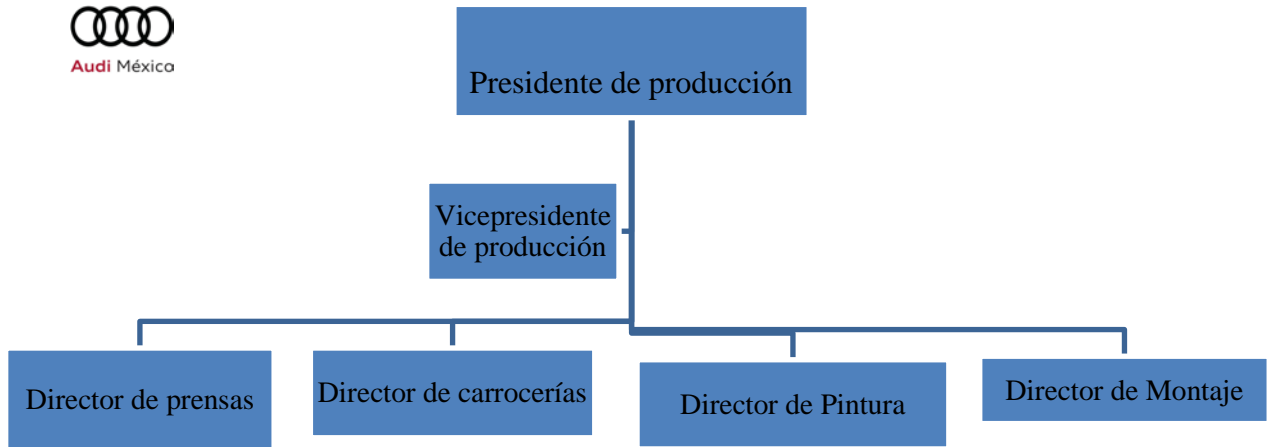 Audi México
Presidente de producción
Vicepresidente
de producción
Director de prensas
Director de carrocerías
Director de Pintura
Director de Montaje